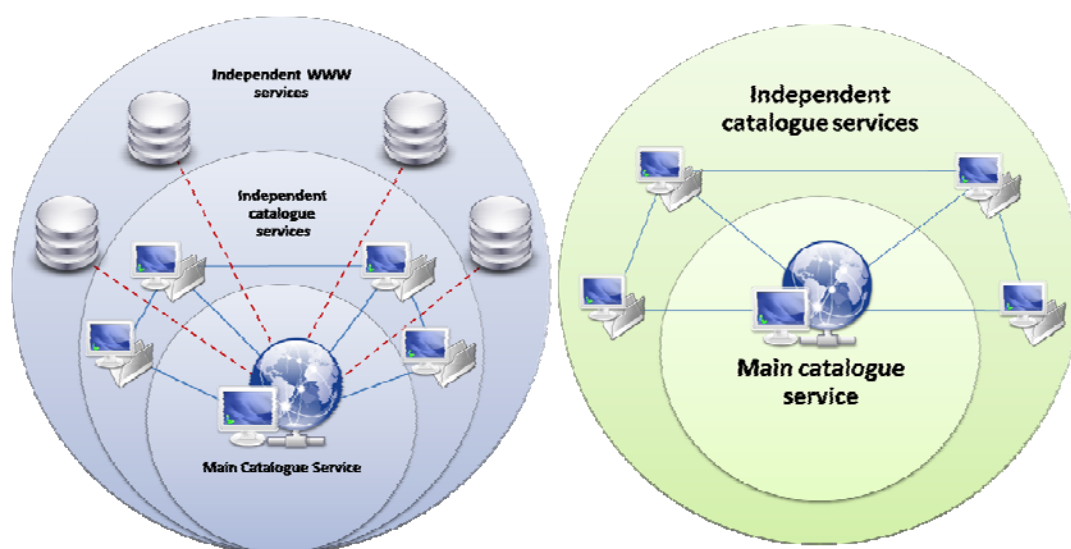 Independent WWW
services
Independent
catalogue
services
Main Catalogue Service
Independent
catalogue services
Main catalogue
service